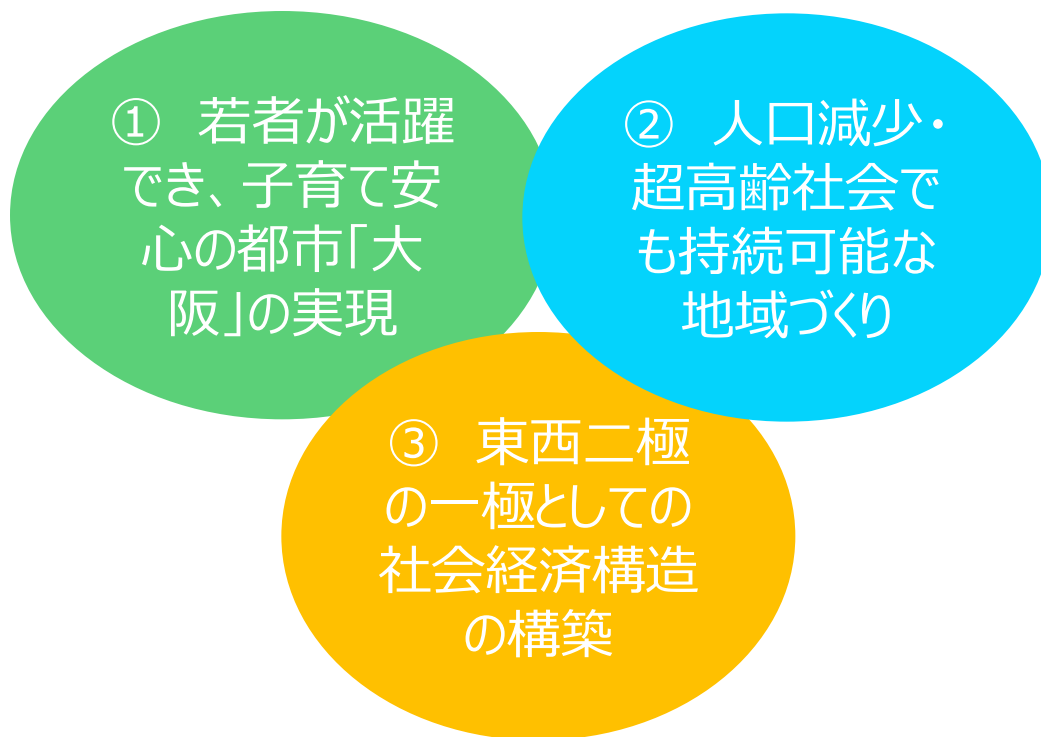 ①　若者が活躍
でき、子育て安
心の都市「大
阪」の実現
②　人口減少・
超高齢社会で
も持続可能な
地域づくり
③　東西二極
の一極としての
社会経済構造
の構築